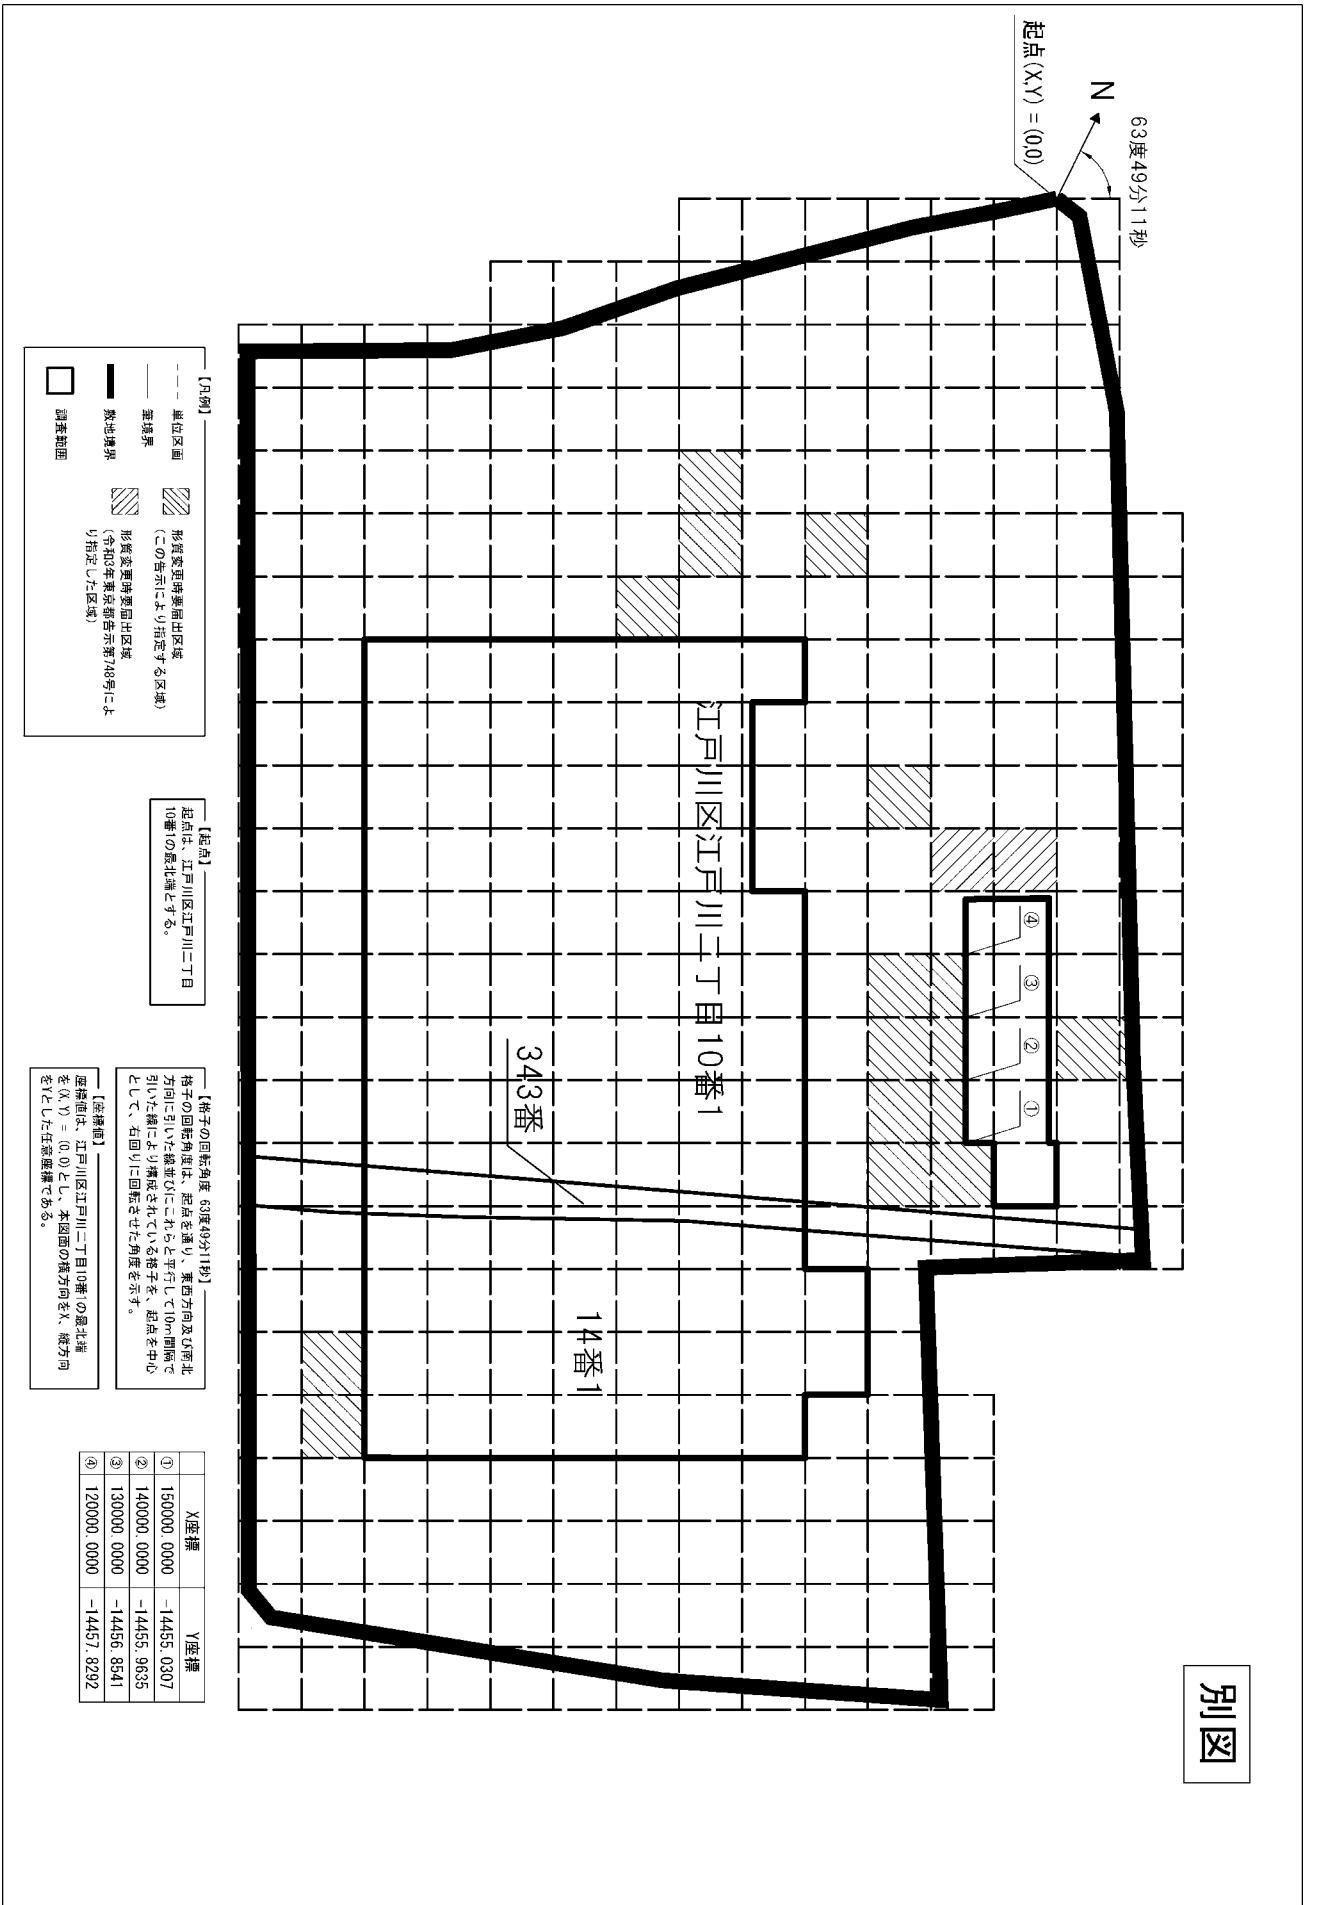 別図
63度49分11秒
N
起点(X,Y) = (0,0)
④
③
②
①
江戸川区江戸川二丁目10番1
343番
14番1
【凡例】
単位区画
筆境界
敷地境界
調査範囲
形質変更時要届出区域
(この告示により指定する区域)
形質変更時要届出区域
(令和3年東京都告示第748号によ
り指定した区域)
【起点】
起点は、江戸川区江戸川二丁目
10番1の最北端とする。
【格子の回転角度 63度49分11秒】
格子の回転角度は、起点を通り、東西方向及び南北
方向に引いた線並びにこれらと平行して10m間隔で
引いた線により構成されている格子を、起点を中心
として、右回りに回転させた角度を示す。
【座標値】
座標値は、江戸川区江戸川二丁目10番1の最北端
を(X,Y) = (0,0)とし、本図面の横方向をX、縦方向
をYとした任意座標である。
X座標 Y座標
① 150000.0000 -14455.0307
② 140000.0000 -14455.9635
③ 130000.0000 -14456.8541
④ 120000.0000 -14457.8292